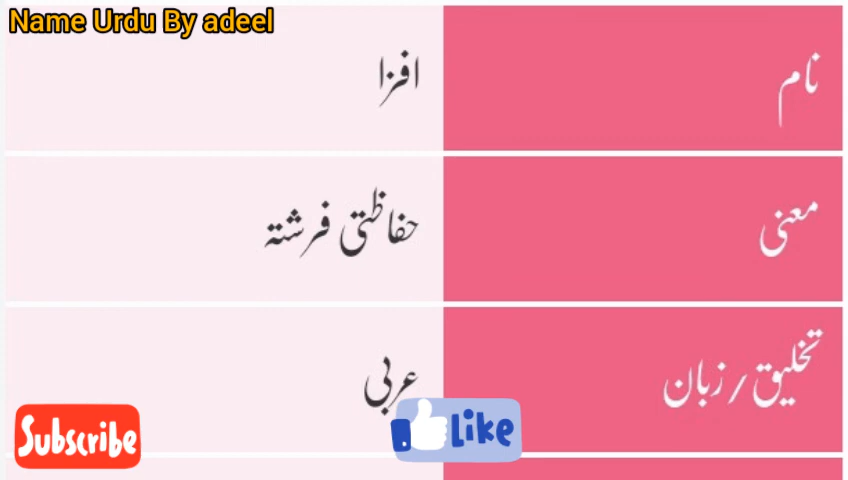 Name Urdu By adeel
نام افزا
معنی حفاظتی فرشتہ
تخلیق / زبان عربی
Subscribe Like